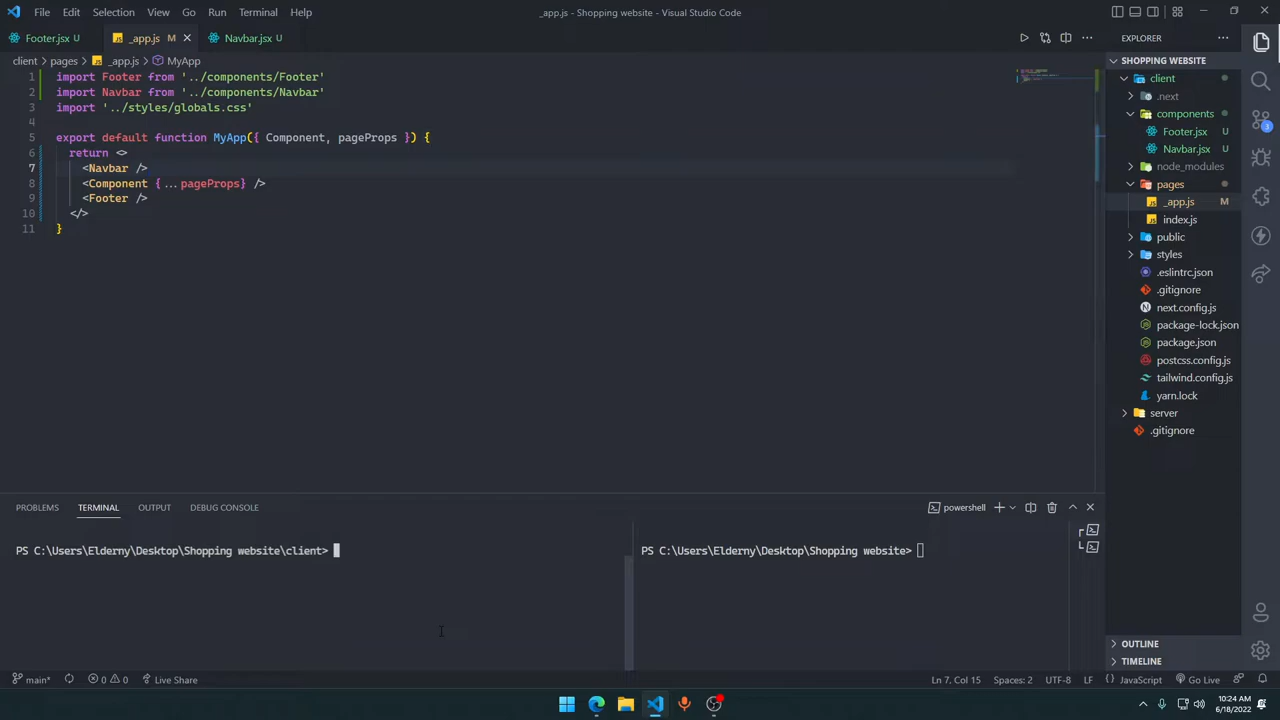 File Edit Selection View Go Run Terminal Help
_app.js - Shopping website - Visual Studio Code
Footer.jsx U
_app.js M
Navbar.jsx U
client > pages > _app.js > MyApp
1 import Footer from '../components/Footer'
2 import Navbar from '../components/Navbar'
3 import '../styles/globals.css'
4
5 export default function MyApp({ Component, pageProps }) {
6 return <>
7 <Navbar />
8 <Component {...pageProps} />
9 <Footer />
10 </>
11 }
EXPLORER
SHOPPING WEBSITE
client
.next
components
Footer.jsx U
Navbar.jsx U
node_modules
pages
_app.js M
index.js
public
styles
.eslintrc.json
.gitignore
next.config.js
package-lock.json
package.json
postcss.config.js
tailwind.config.js
yarn.lock
server
.gitignore
OUTLINE
TIMELINE
3
PROBLEMS TERMINAL OUTPUT DEBUG CONSOLE
powershell
PS C:\Users\Elderny\Desktop\Shopping website\client>
PS C:\Users\Elderny\Desktop\Shopping website>
main* 0 0 Live Share
Ln 7, Col 15 Spaces: 2 UTF-8 LF {} JavaScript Go Live
10:24 AM
6/18/2022